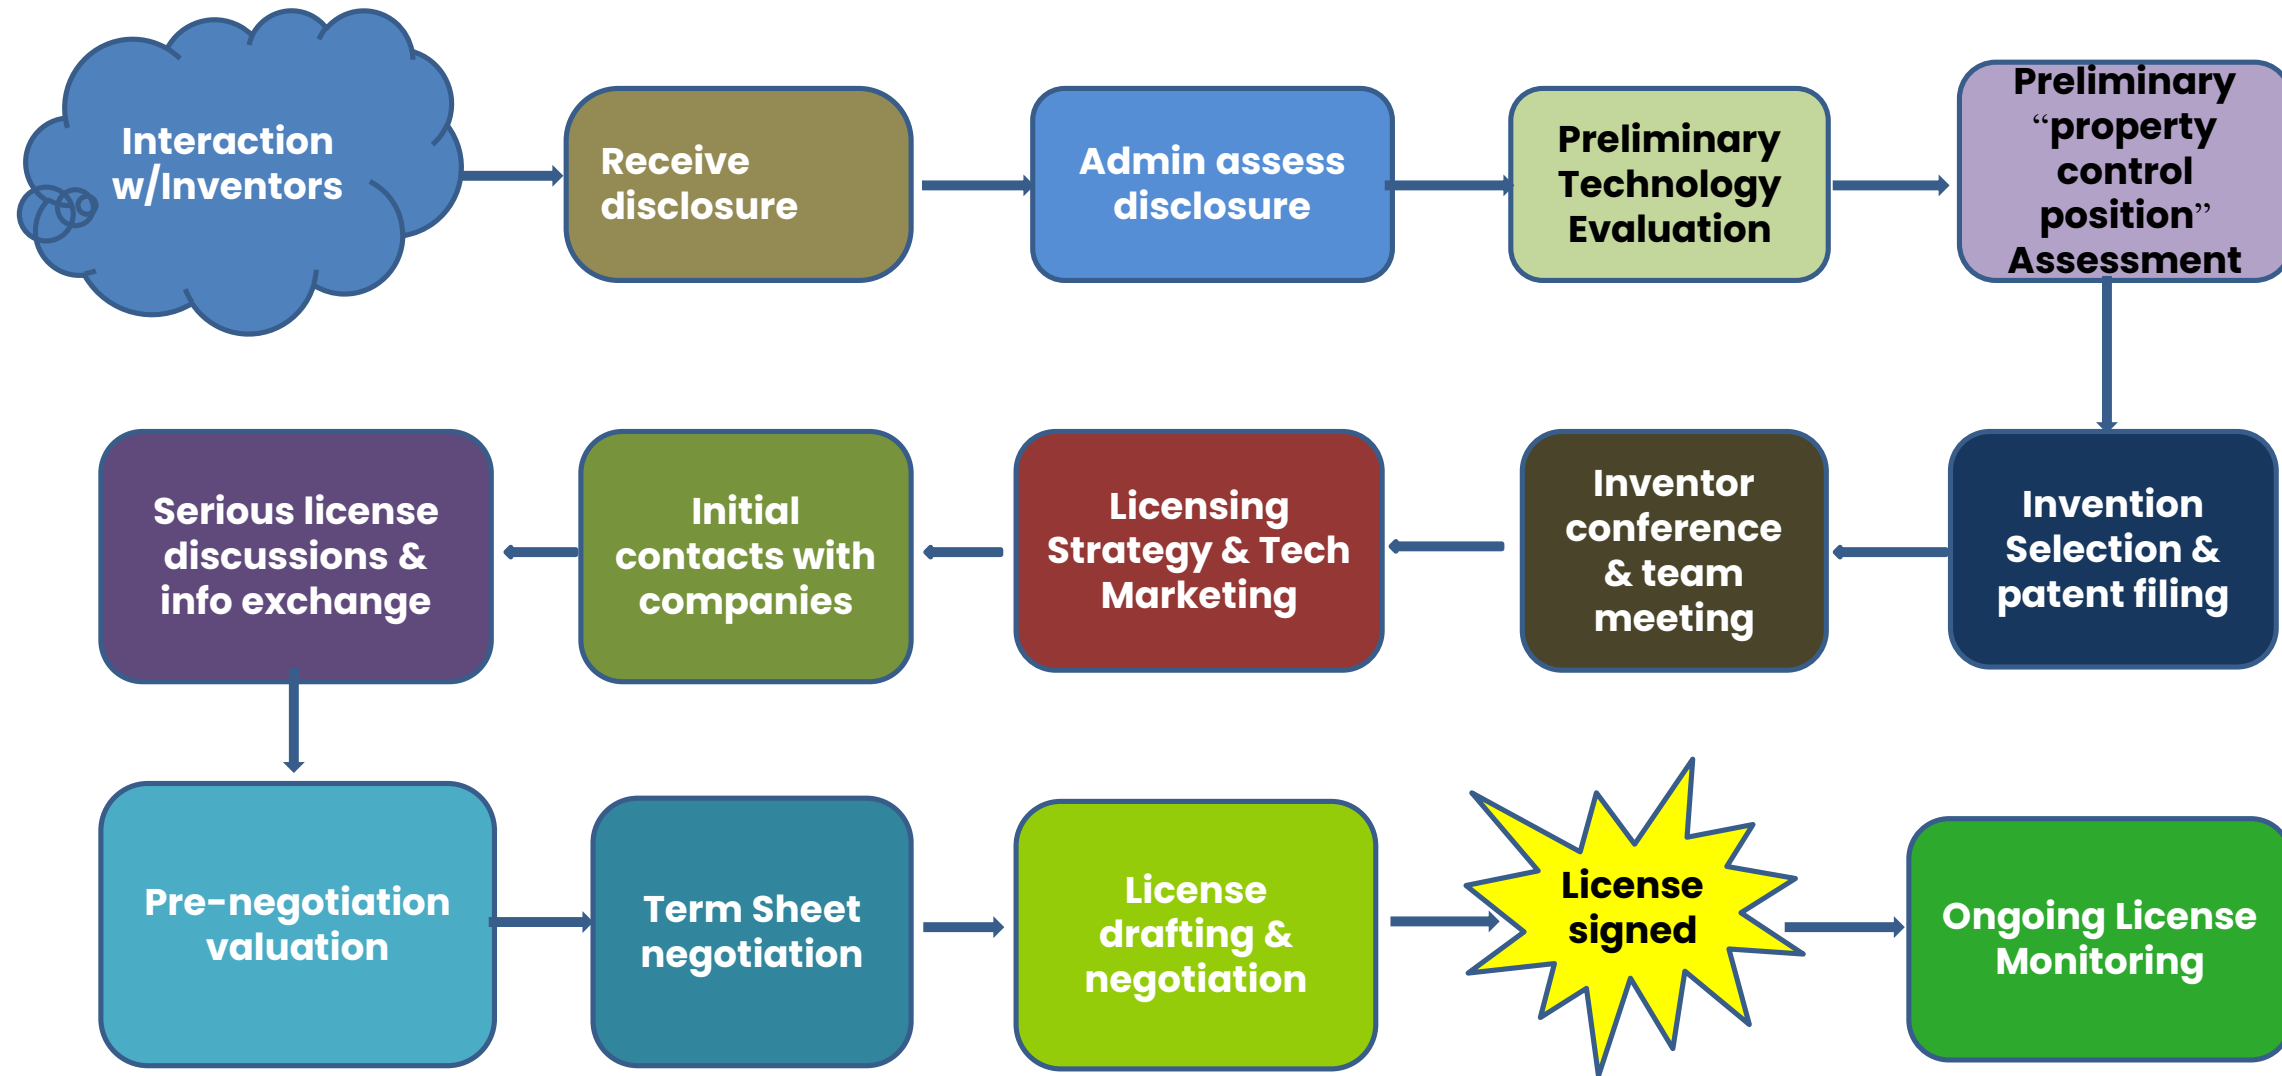 Interaction
w/Inventors
Receive
disclosure
Admin assess
disclosure
Preliminary
Technology
Evaluation
Preliminary
“property
control
position”
Assessment
Invention
Selection &
patent filing
Inventor
conference
& team
meeting
Licensing
Strategy & Tech
Marketing
Initial
contacts with
companies
Serious license
discussions &
info exchange
Pre-negotiation
valuation
Term Sheet
negotiation
License
drafting &
negotiation
License
signed
Ongoing License
Monitoring